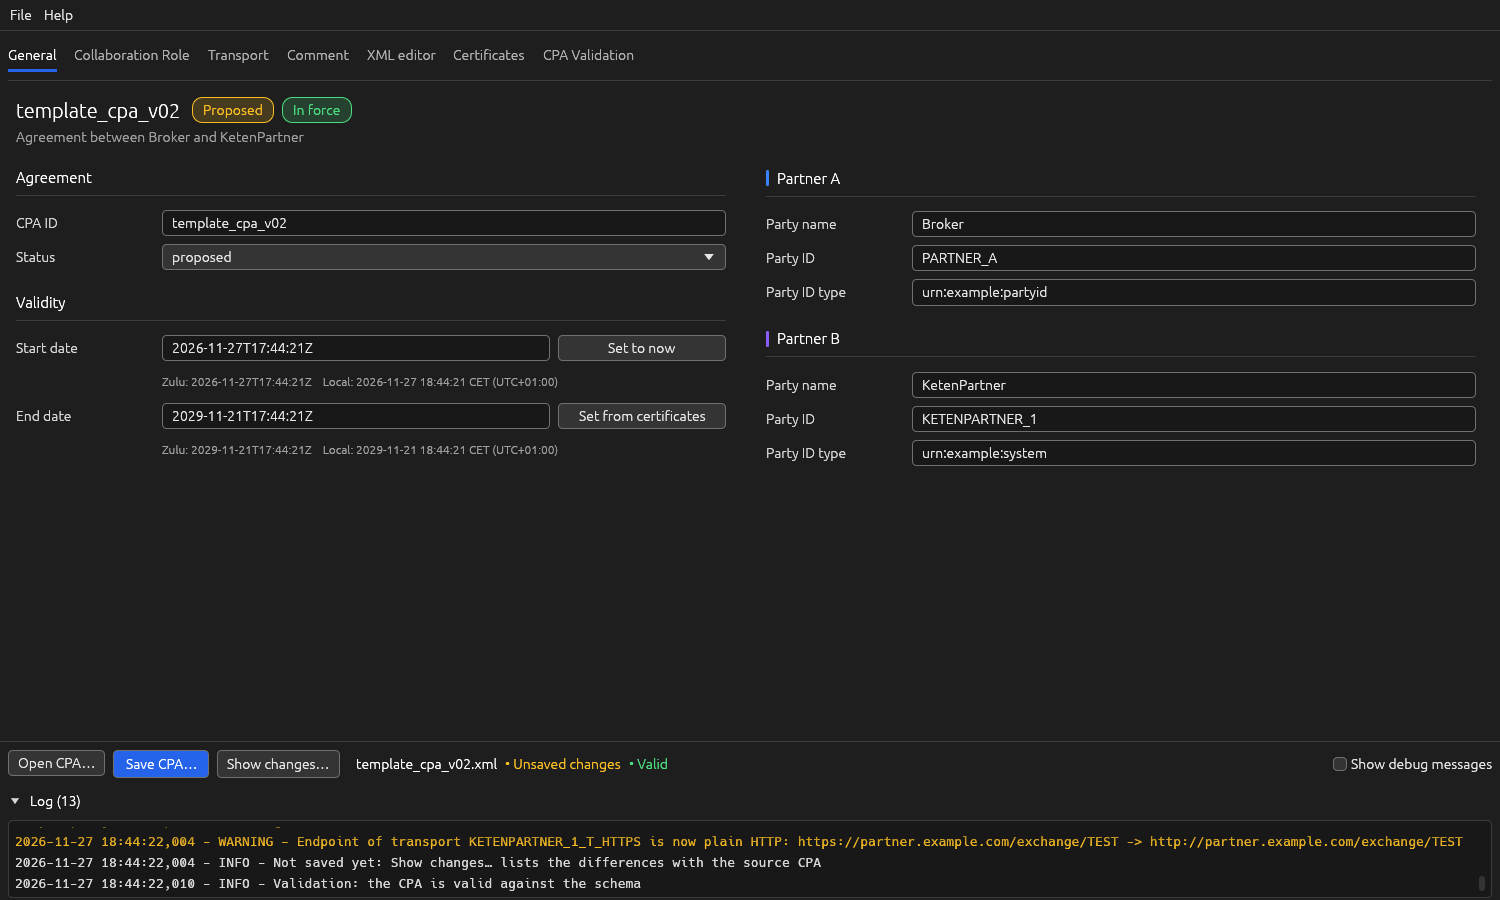 File Help
General Collaboration Role Transport Comment XML editor Certificates CPA Validation
template_cpa_v02 Proposed In force
Agreement between Broker and KetenPartner
Agreement
CPA ID template_cpa_v02
Status proposed
Validity
Start date 2026-11-27T17:44:21Z Set to now
Zulu: 2026-11-27T17:44:21Z Local: 2026-11-27 18:44:21 CET (UTC+01:00)
End date 2029-11-21T17:44:21Z Set from certificates
Zulu: 2029-11-21T17:44:21Z Local: 2029-11-21 18:44:21 CET (UTC+01:00)
Partner A
Party name Broker
Party ID PARTNER_A
Party ID type urn:example:partyid
Partner B
Party name KetenPartner
Party ID KETENPARTNER_1
Party ID type urn:example:system
Open CPA... Save CPA... Show changes... template_cpa_v02.xml • Unsaved changes • Valid Show debug messages
Log (13)
2026-11-27 18:44:22,004 - WARNING - Endpoint of transport KETENPARTNER_1_T_HTTPS is now plain HTTP: https://partner.example.com/exchange/TEST -> http://partner.example.com/exchange/TEST
2026-11-27 18:44:22,004 - INFO - Not saved yet: Show changes… lists the differences with the source CPA
2026-11-27 18:44:22,010 - INFO - Validation: the CPA is valid against the schema